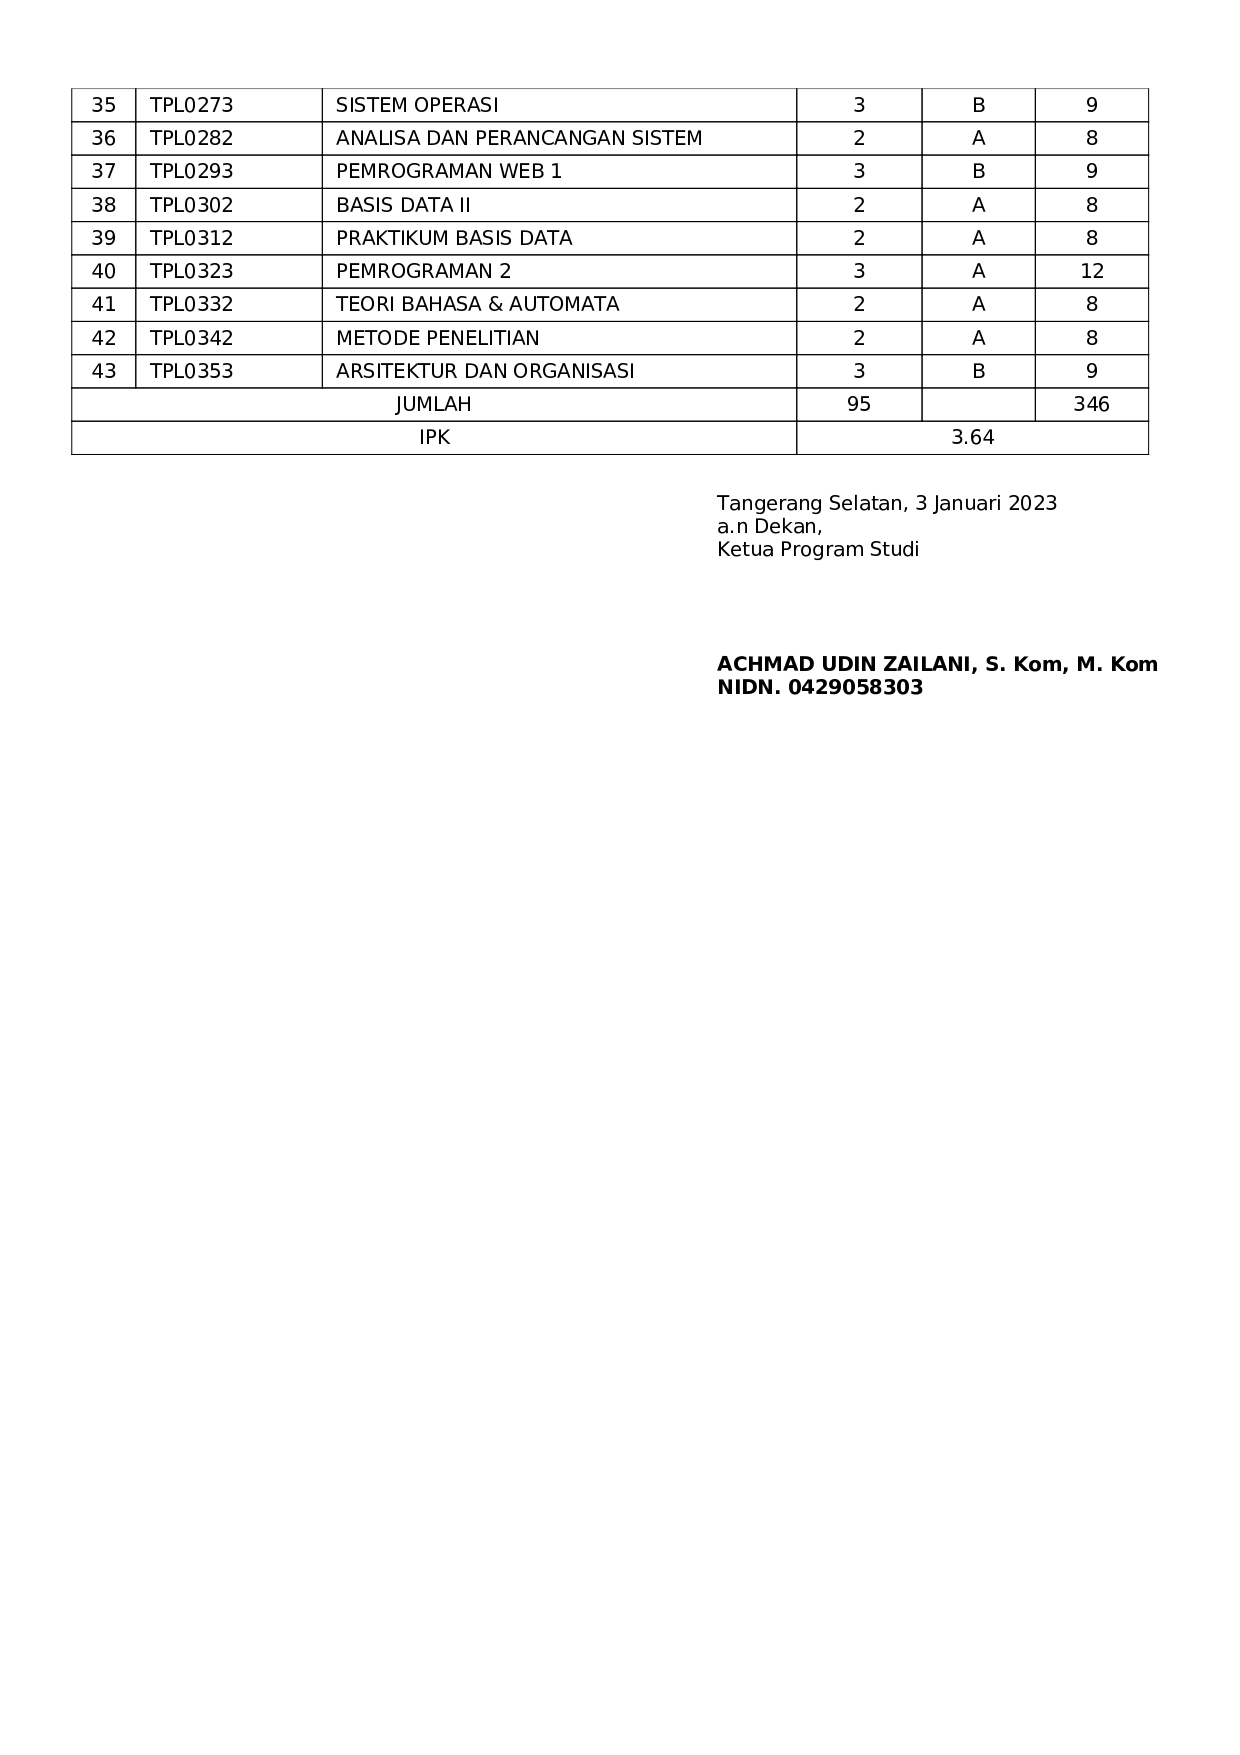 35 TPL0273 SISTEM OPERASI 3 B 9
36 TPL0282 ANALISA DAN PERANCANGAN SISTEM 2 A 8
37 TPL0293 PEMROGRAMAN WEB 1 3 B 9
38 TPL0302 BASIS DATA II 2 A 8
39 TPL0312 PRAKTIKUM BASIS DATA 2 A 8
40 TPL0323 PEMROGRAMAN 2 3 A 12
41 TPL0332 TEORI BAHASA & AUTOMATA 2 A 8
42 TPL0342 METODE PENELITIAN 2 A 8
43 TPL0353 ARSITEKTUR DAN ORGANISASI 3 B 9
JUMLAH 95 346
IPK 3.64
Tangerang Selatan, 3 Januari 2023
a.n Dekan,
Ketua Program Studi
ACHMAD UDIN ZAILANI, S. Kom, M. Kom
NIDN. 0429058303